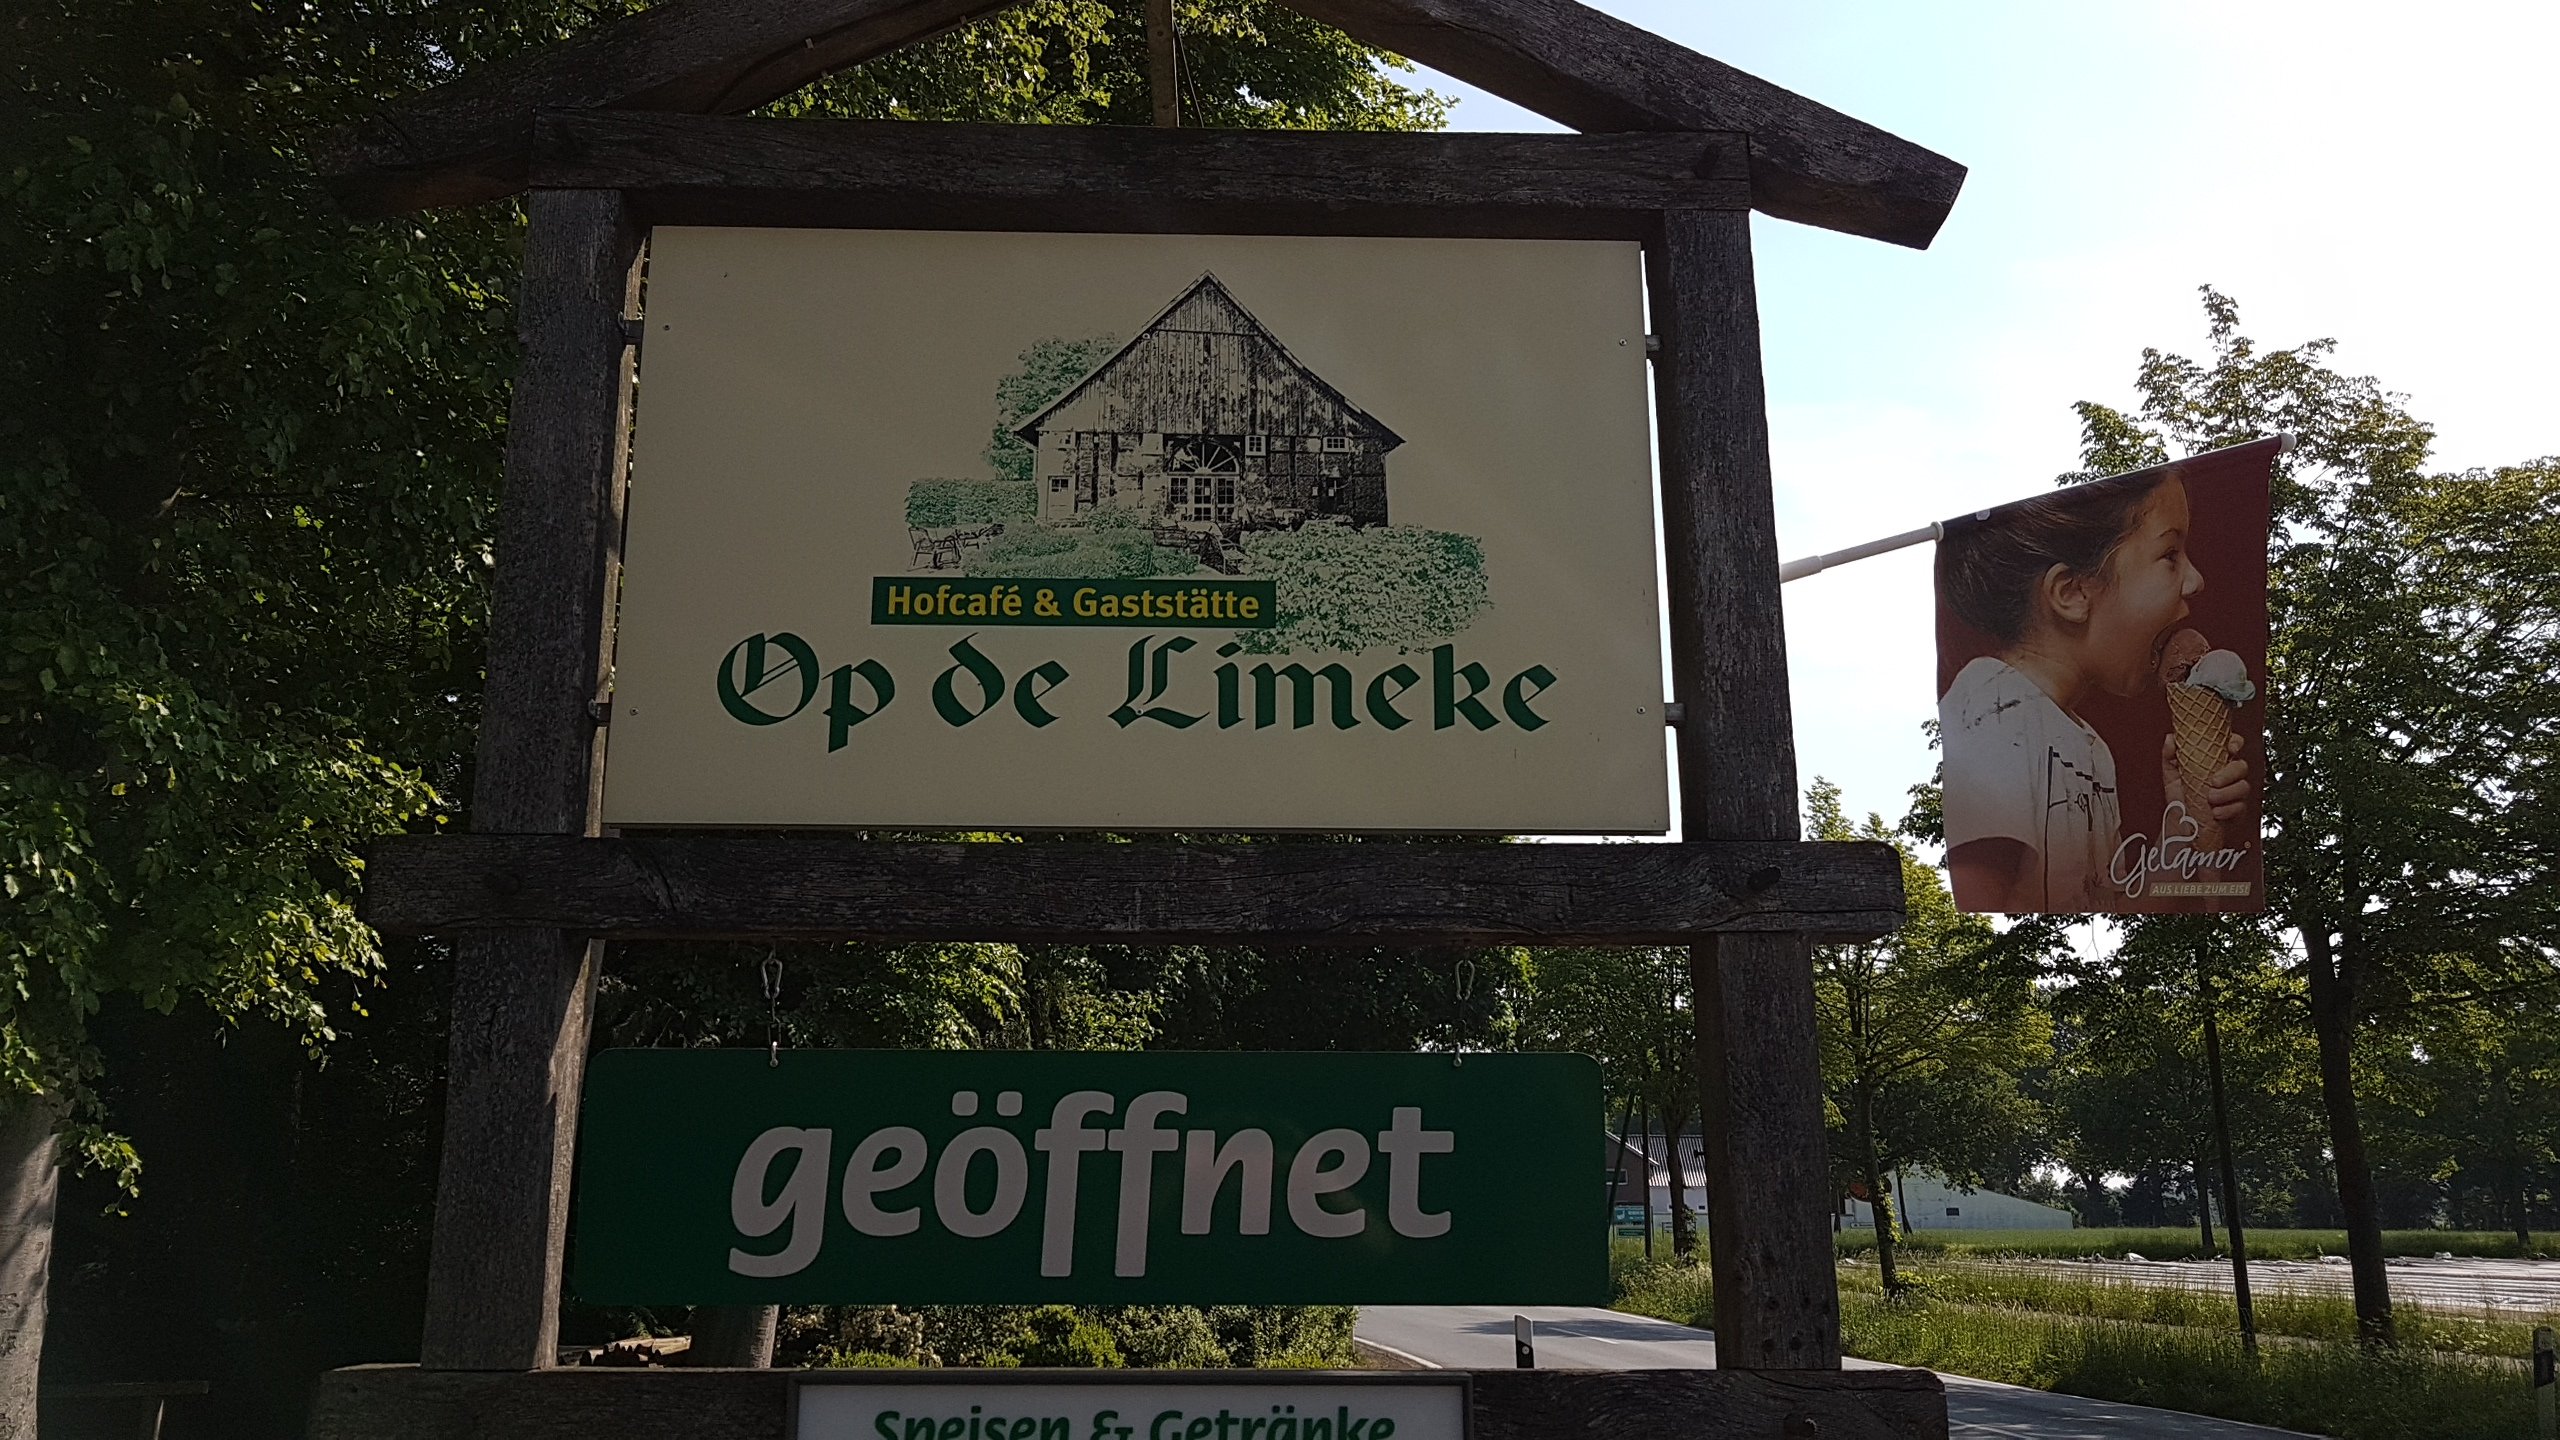 Hofcafé & Gaststätte
Op de Limeke
Gelamor
AUS LIEBE ZUM EIS!
geöffnet
Speisen & Getränke